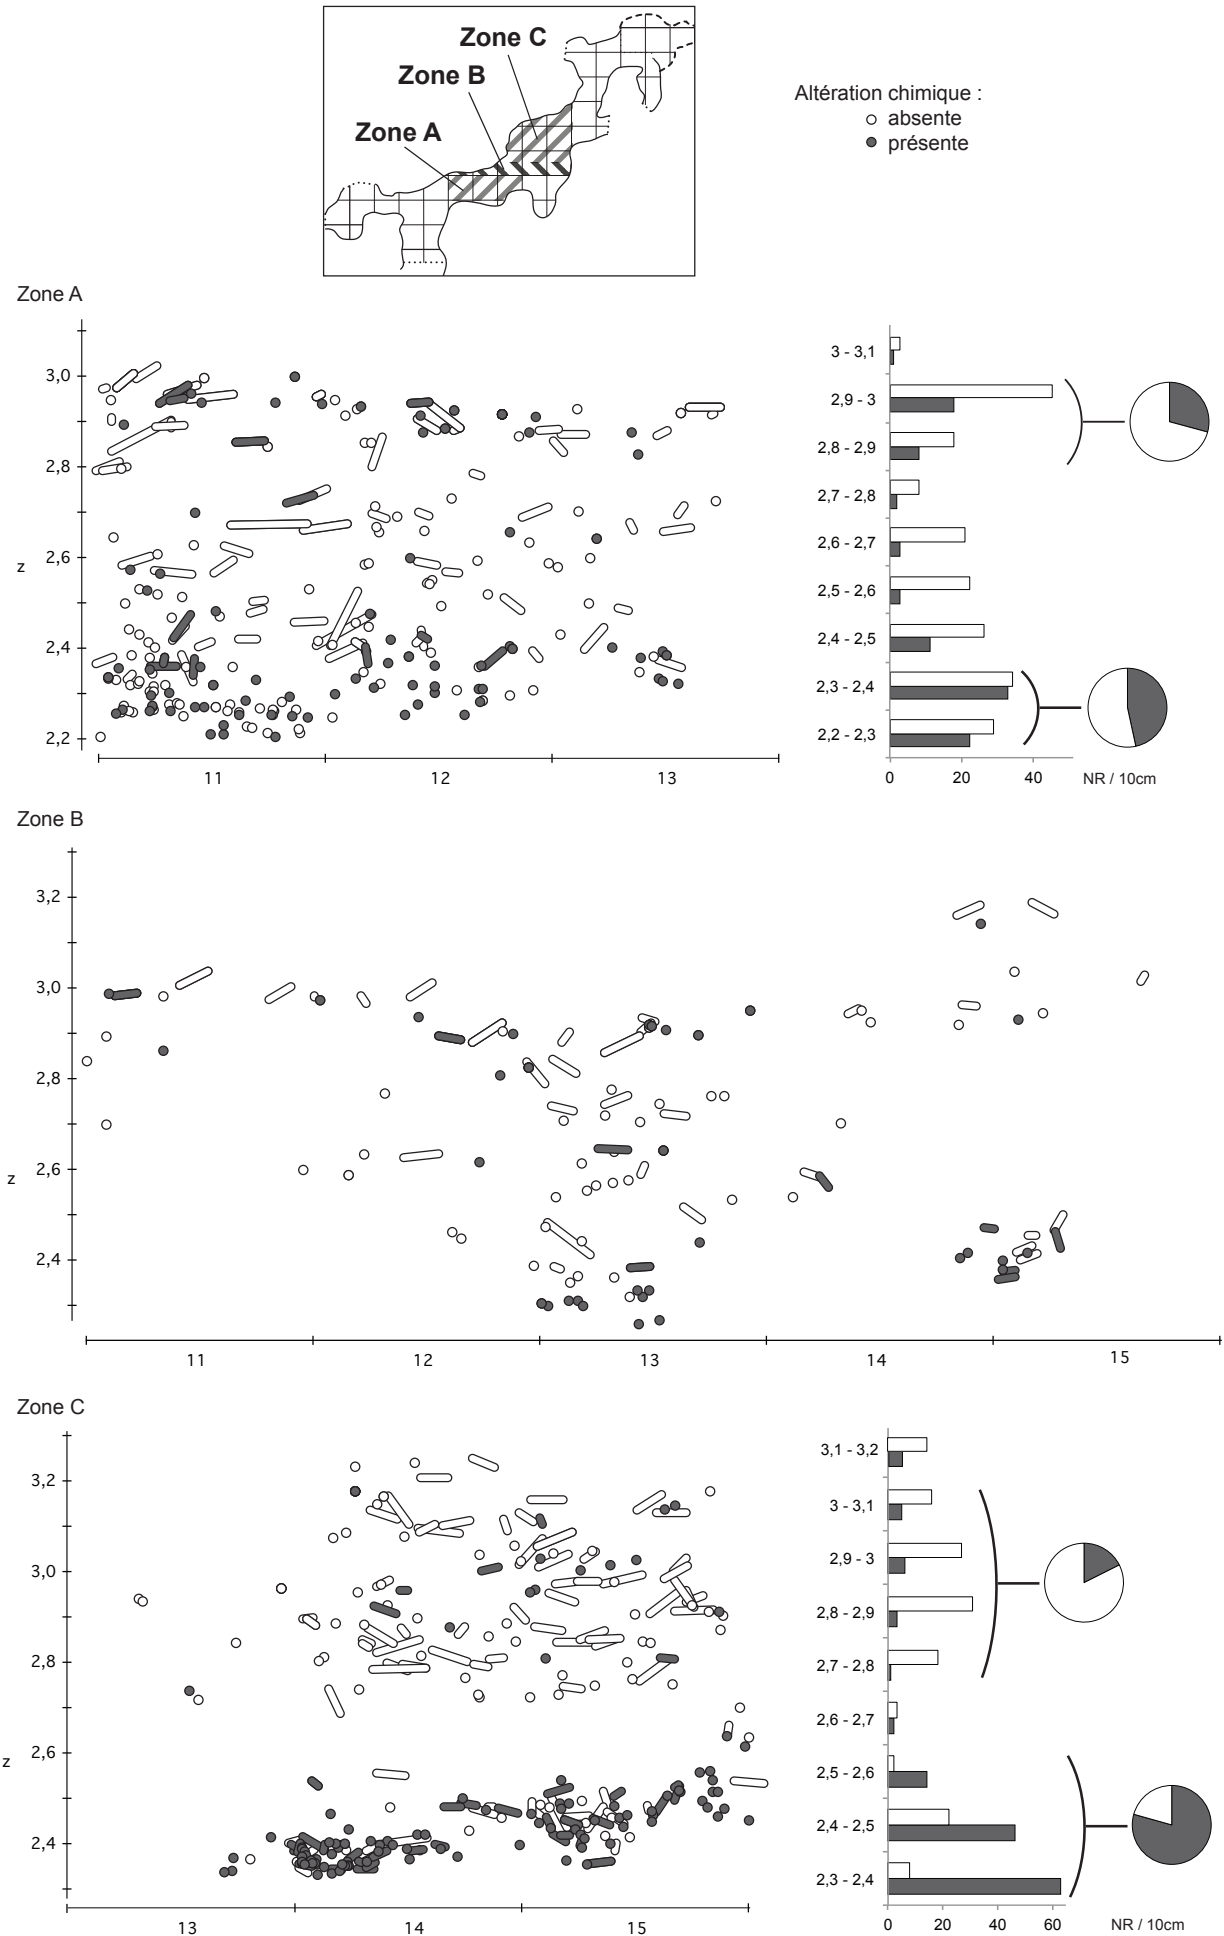 Zone C
Zone B
Zone A
Altération chimique :
absente
présente
Zone A
3,0
2,8
2,6
z
2,4
2,2
11 12 13
3 - 3,1
2,9 - 3
2,8 - 2,9
2,7 - 2,8
2,6 - 2,7
2,5 - 2,6
2,4 - 2,5
2,3 - 2,4
2,2 - 2,3
0 20 40 NR / 10cm
Zone B
3,2
3,0
2,8
2,6
z
2,4
11 12 13 14 15
Zone C
3,2
3,0
2,8
2,6
z
2,4
13 14 15
3,1 - 3,2
3 - 3,1
2,9 - 3
2,8 - 2,9
2,7 - 2,8
2,6 - 2,7
2,5 - 2,6
2,4 - 2,5
2,3 - 2,4
0 20 40 60 NR / 10cm